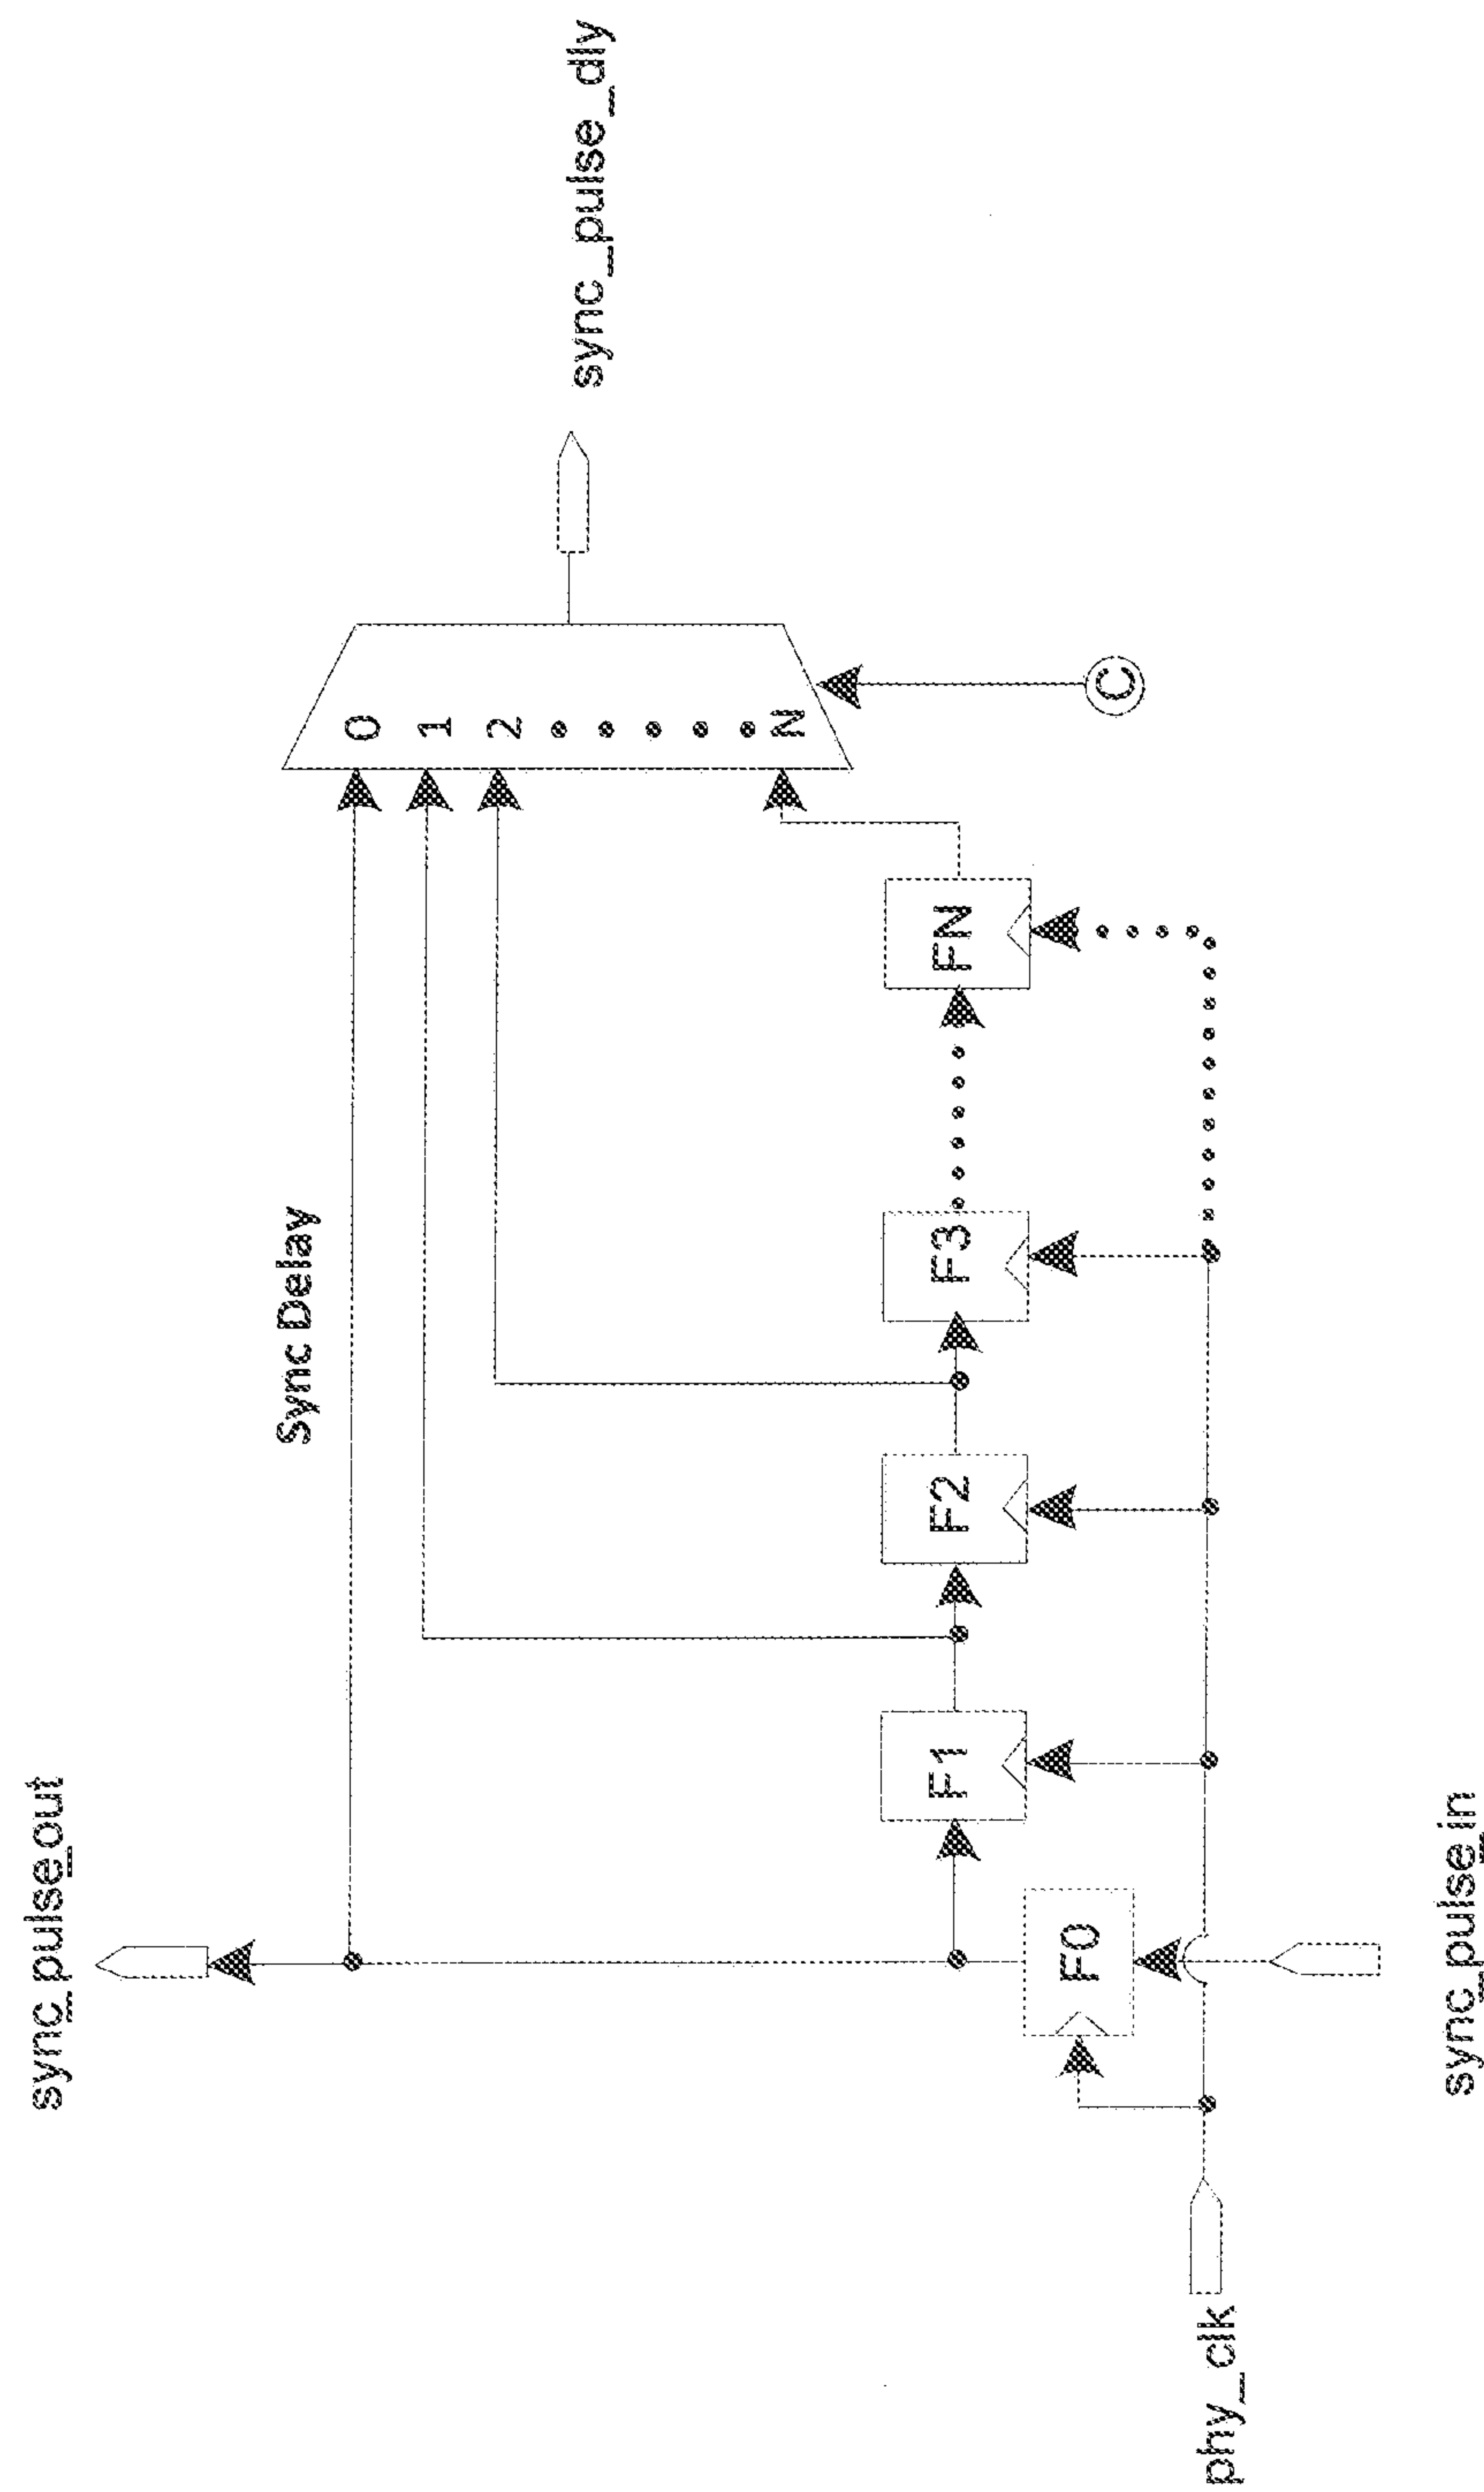 sync_pulse_out
Sync Delay
sync_pulse_dly
0
1
2
N
C
F0
F1
F2
F3
FN
phy_clk
sync_pulse_in